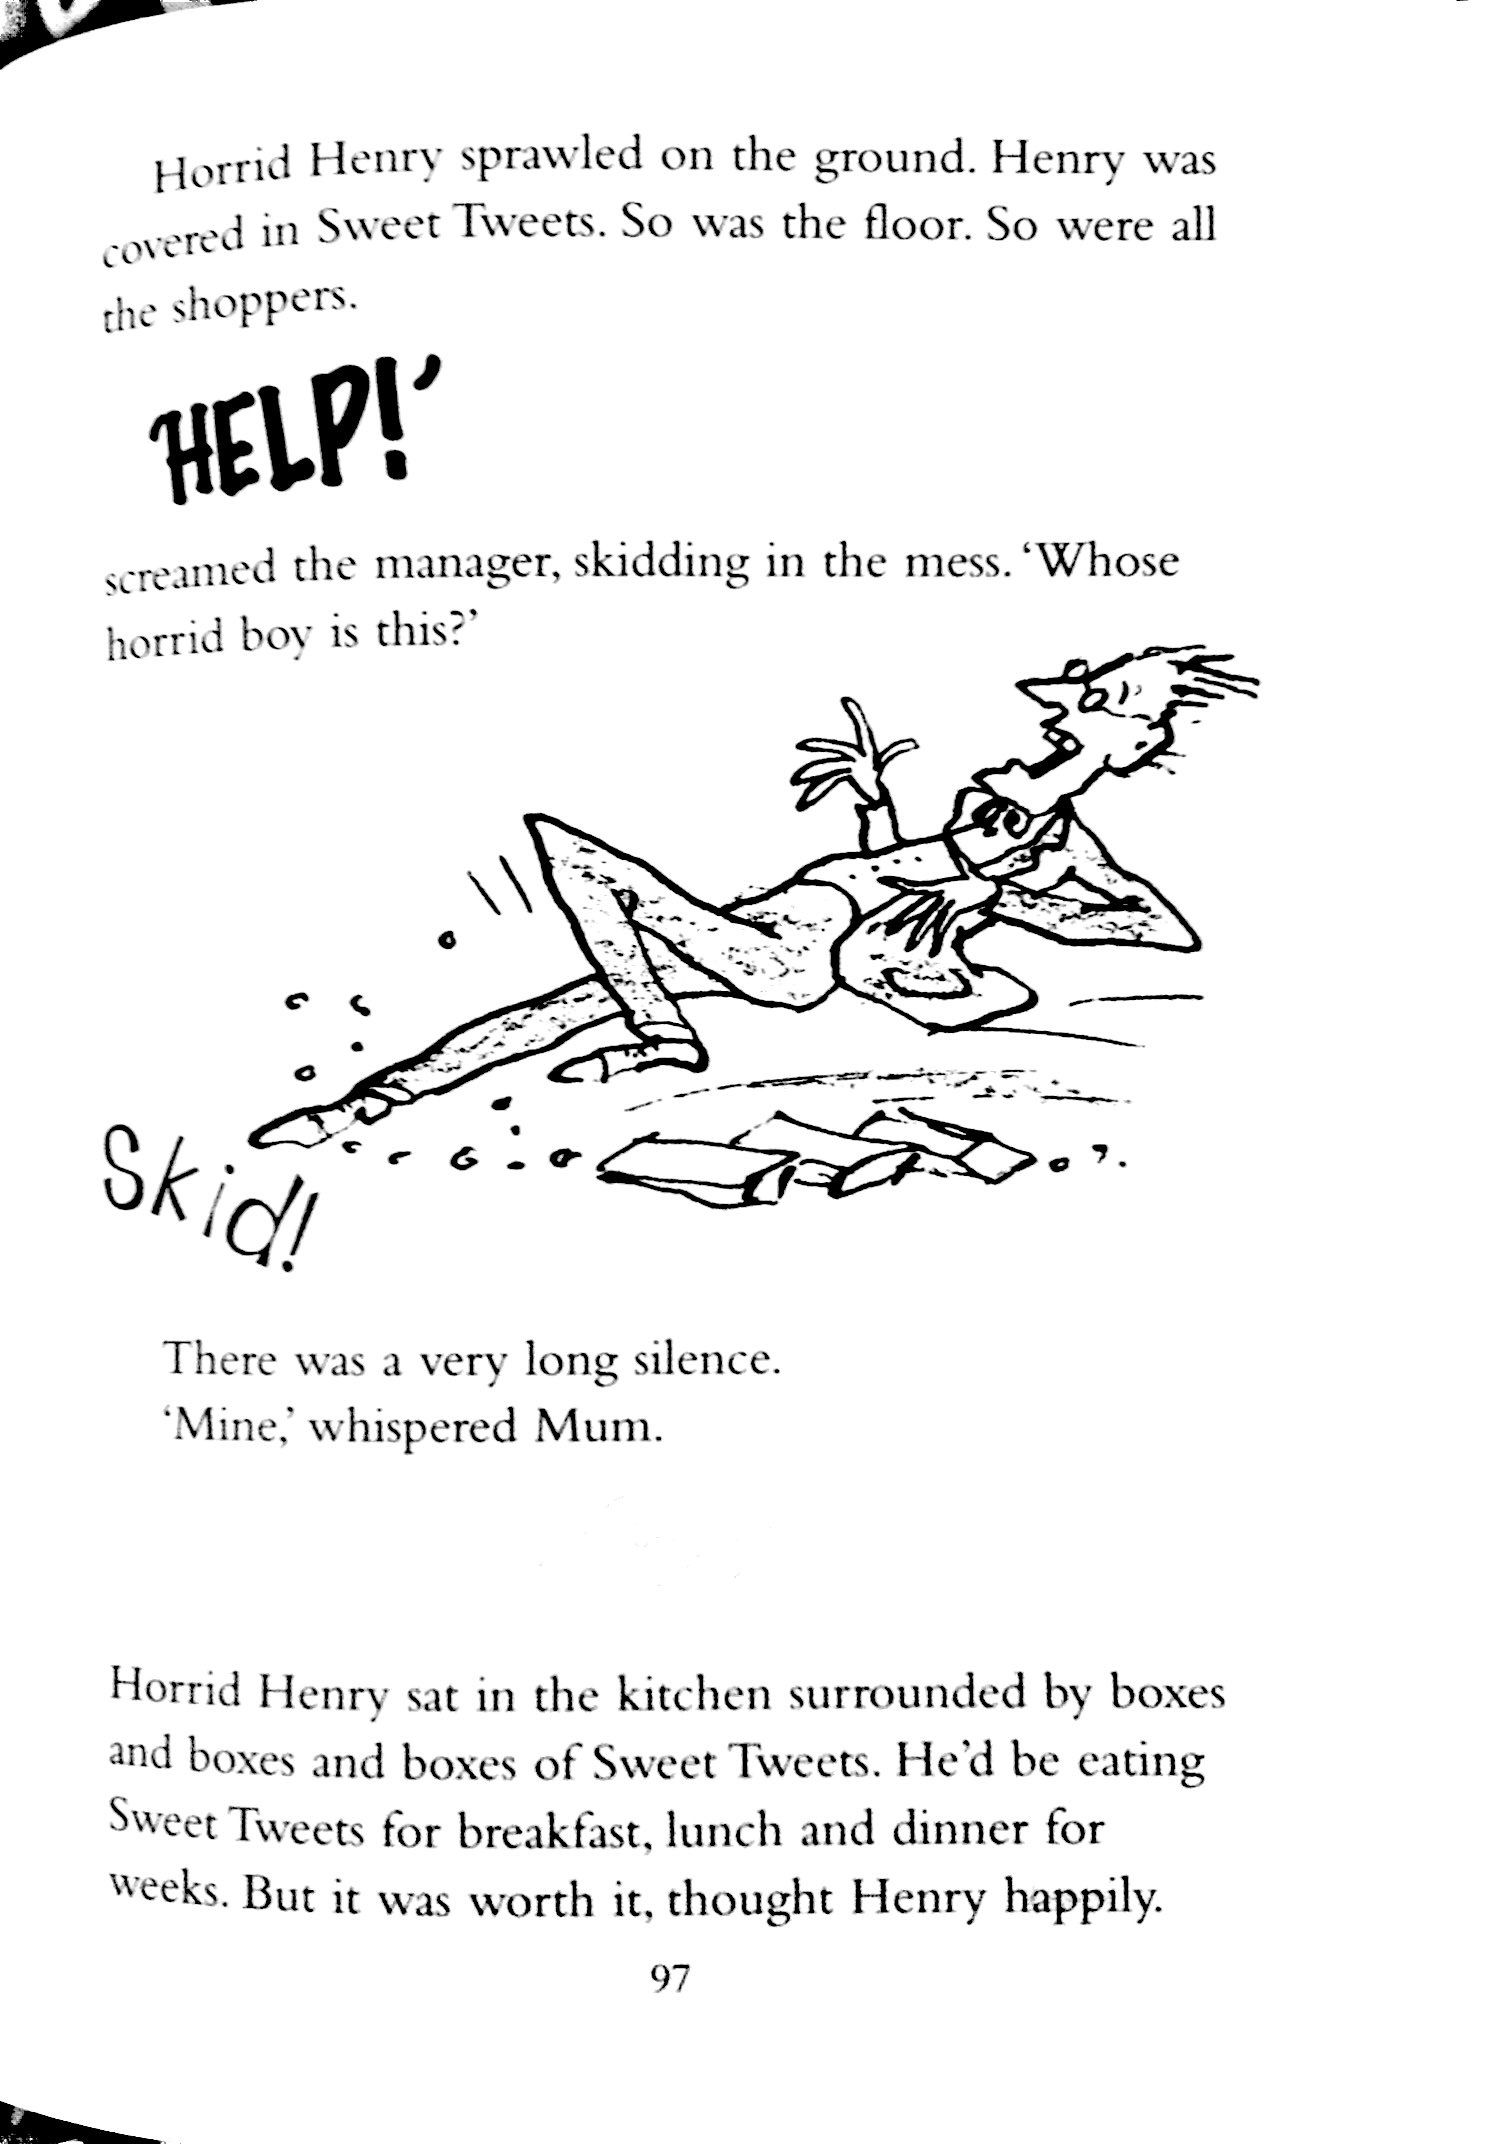 Horrid Henry sprawled on the ground. Henry was
covered in Sweet Tweets. So was the floor. So were all
the shoppers.
‘HELP!’
screamed the manager, skidding in the mess. ‘Whose
horrid boy is this?’
Skid!
There was a very long silence.
‘Mine,’ whispered Mum.
Horrid Henry sat in the kitchen surrounded by boxes
and boxes and boxes of Sweet Tweets. He’d be eating
Sweet Tweets for breakfast, lunch and dinner for
weeks. But it was worth it, thought Henry happily.
97